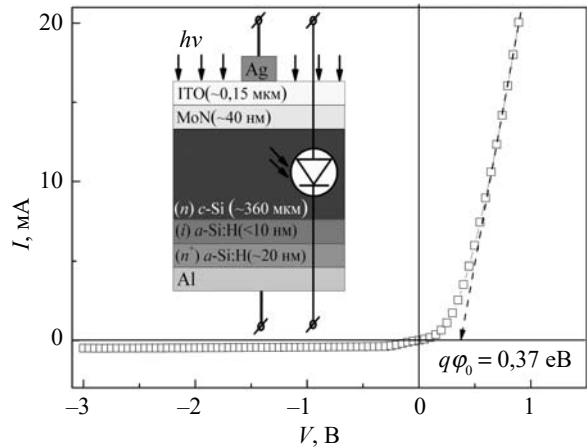 20
10
0
I, мА
hν
Ag
ITO(~0,15 мкм)
MoN(~40 нм)
(n) c-Si (~360 мкм)
(i) a-Si:H(<10 нм)
(n⁺) a-Si:H(~20 нм)
Al
qφ₀ = 0,37 еВ
–3 –2 –1 0 1
V, В